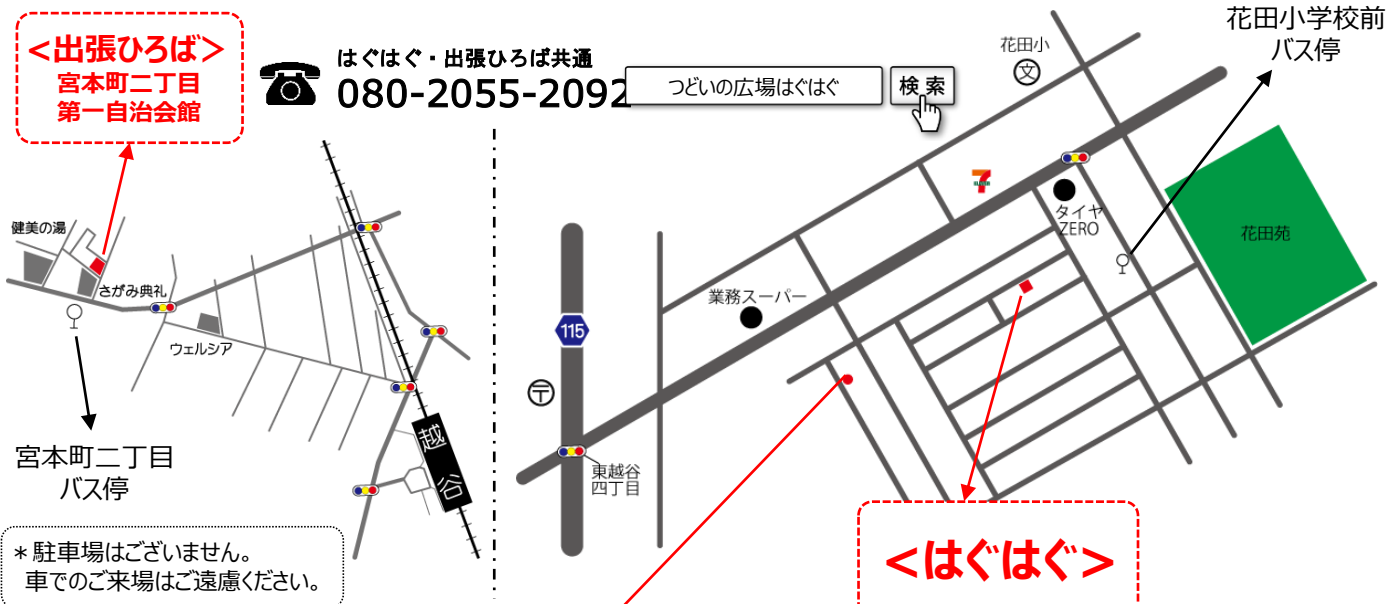 <出張ひろば>
宮本町二丁目
第一自治会館
はぐはぐ・出張ひろば共通
080-2055-2092
つどいの広場はぐはぐ
検索
花田小学校前
バス停
花田小
文
タイヤ
ZERO
花田苑
業務スーパー
115
〒
東越谷
四丁目
健美の湯
さがみ典礼
ウェルシア
越谷
宮本町二丁目
バス停
＊駐車場はございません。
車でのご来場はご遠慮ください。
<はぐはぐ>